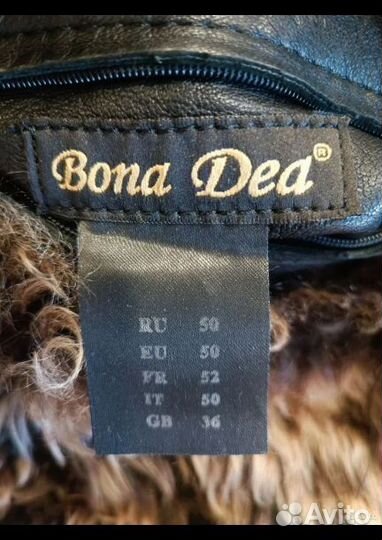 Bona Dea®
RU 50
EU 50
FR 52
IT 50
GB 36
Avito